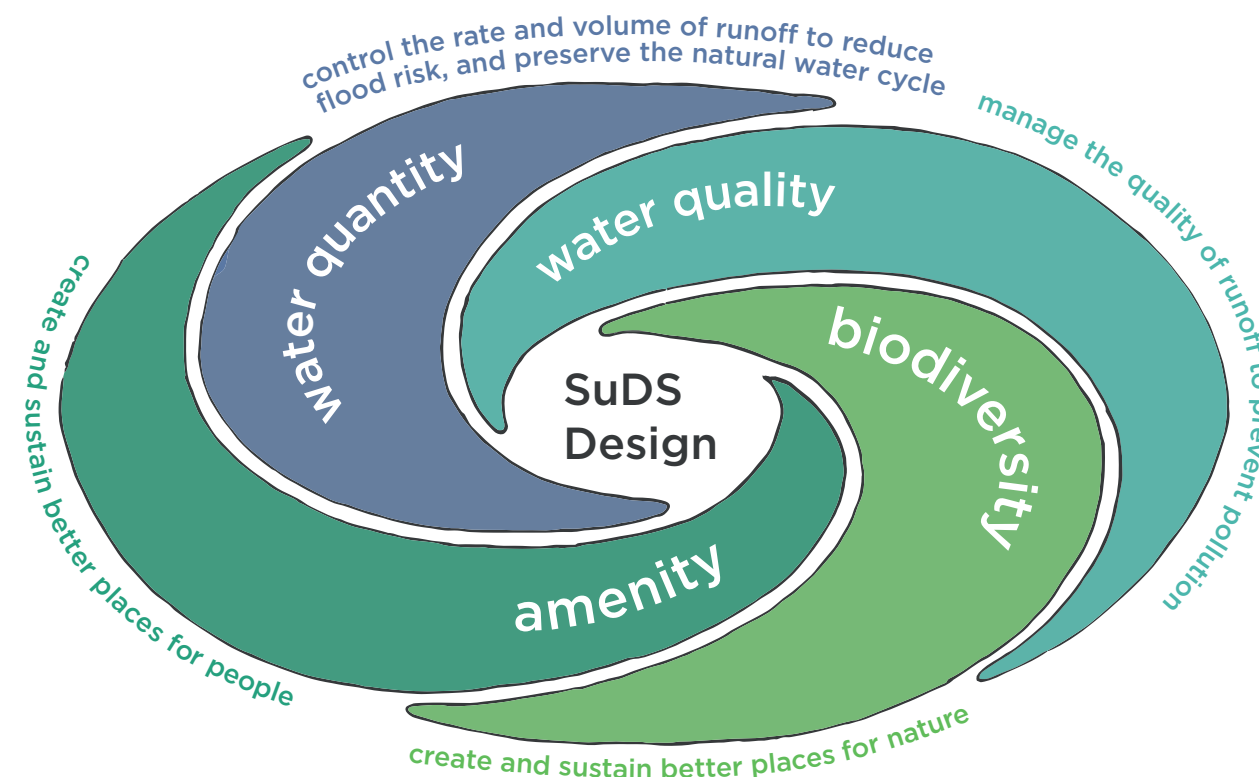 control the rate and volume of runoff to reduce
flood risk, and preserve the natural water cycle
manage the quality of runoff to prevent pollution
water quantity
water quality
biodiversity
SuDS
Design
amenity
create and sustain better places for people
create and sustain better places for nature